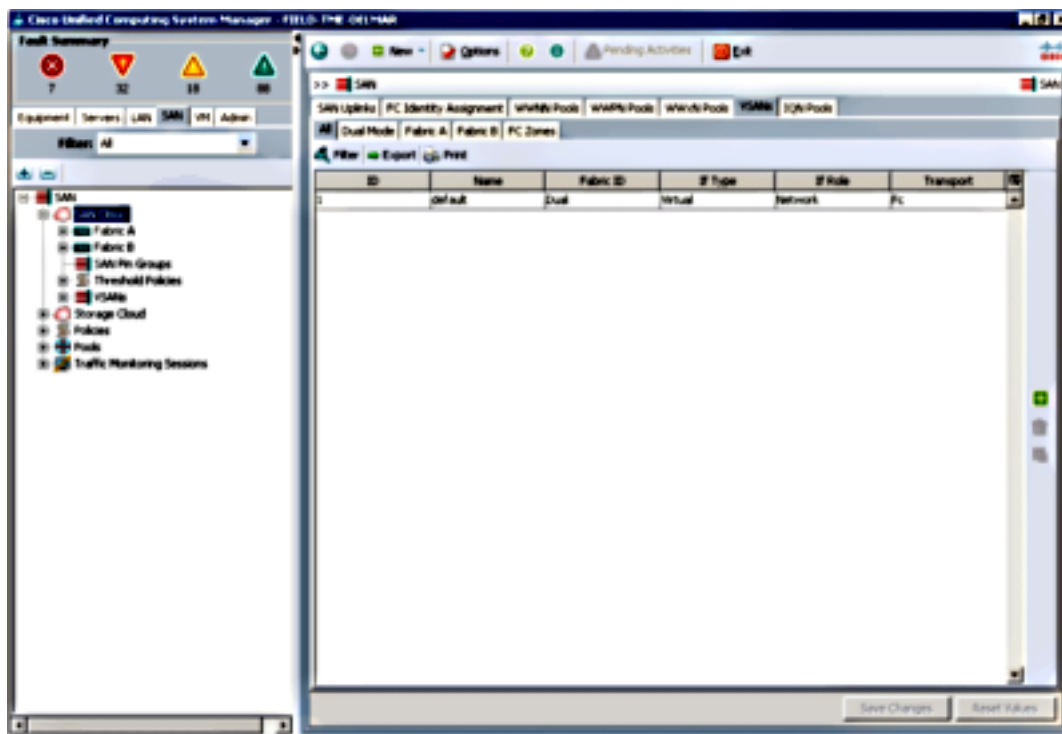 Cisco Unified Computing System Manager - FIELD-TME-DELMAR
Fault Summary
7 32 18 88
Equipment Servers LAN SAN VM Admin
Filter: All
SAN
Fabric A
Fabric B
SAN Pin Groups
Threshold Policies
VSANs
Storage Cloud
Policies
Pools
Traffic Monitoring Sessions
New Options Pending Activities Exit
>> SAN SAN
SAN Uplinks FC Identity Assignment WWNN Pools WWPN Pools WWxN Pools VSANs IQN Pools
All Dual Mode Fabric A Fabric B FC Zones
Filter Export Print
ID Name Fabric ID If Type If Role Transport
1 default Dual Virtual Network Fc
Save Changes Reset Values